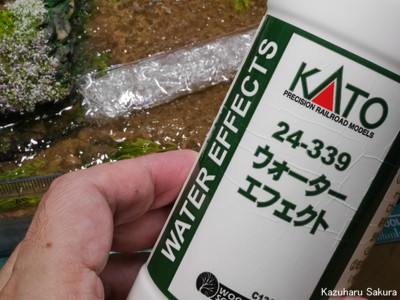 WATER EFFECTS
KATO
PRECISION RAILROAD MODELS
24-339
ウォーター
エフェクト
Kazuharu Sakura